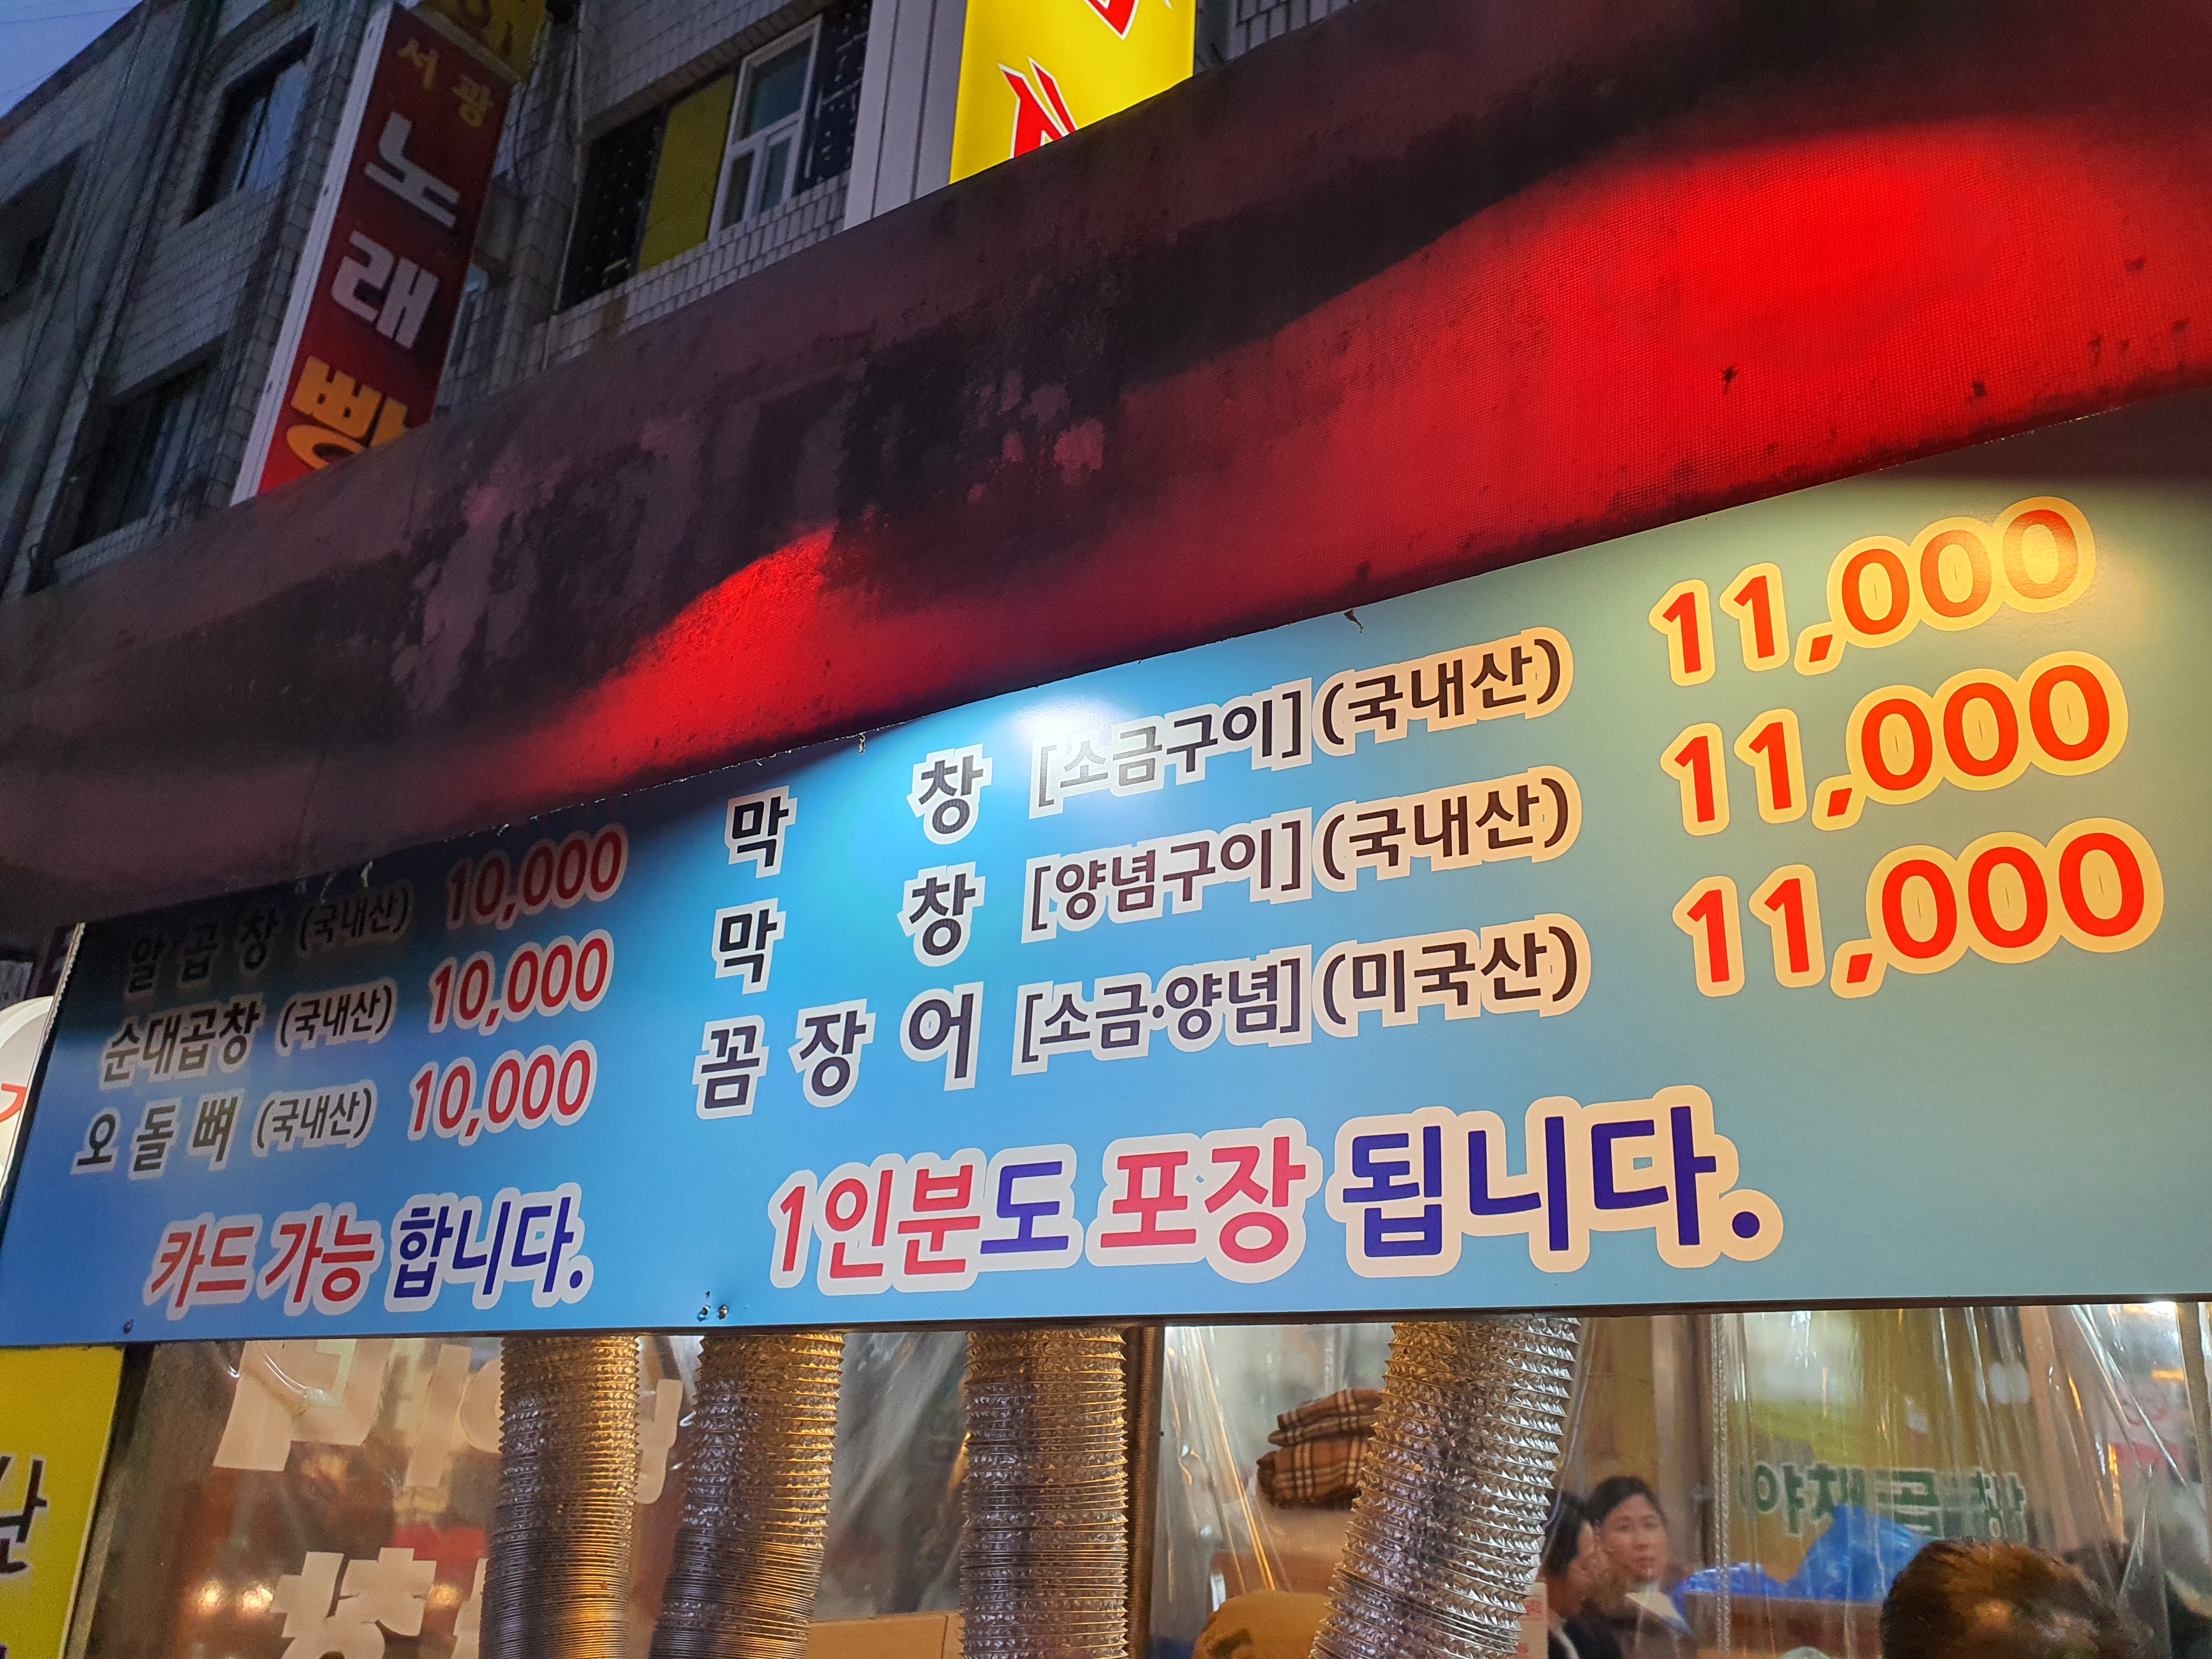 서광
노래빵
알곱창 (국내산) 10,000
순대곱창 (국내산) 10,000
오돌뼈 (국내산) 10,000
카드 가능 합니다.
막창 [소금구이] (국내산) 11,000
막창 [양념구이] (국내산) 11,000
꼼장어 [소금·양념] (미국산) 11,000
1인분도 포장 됩니다.